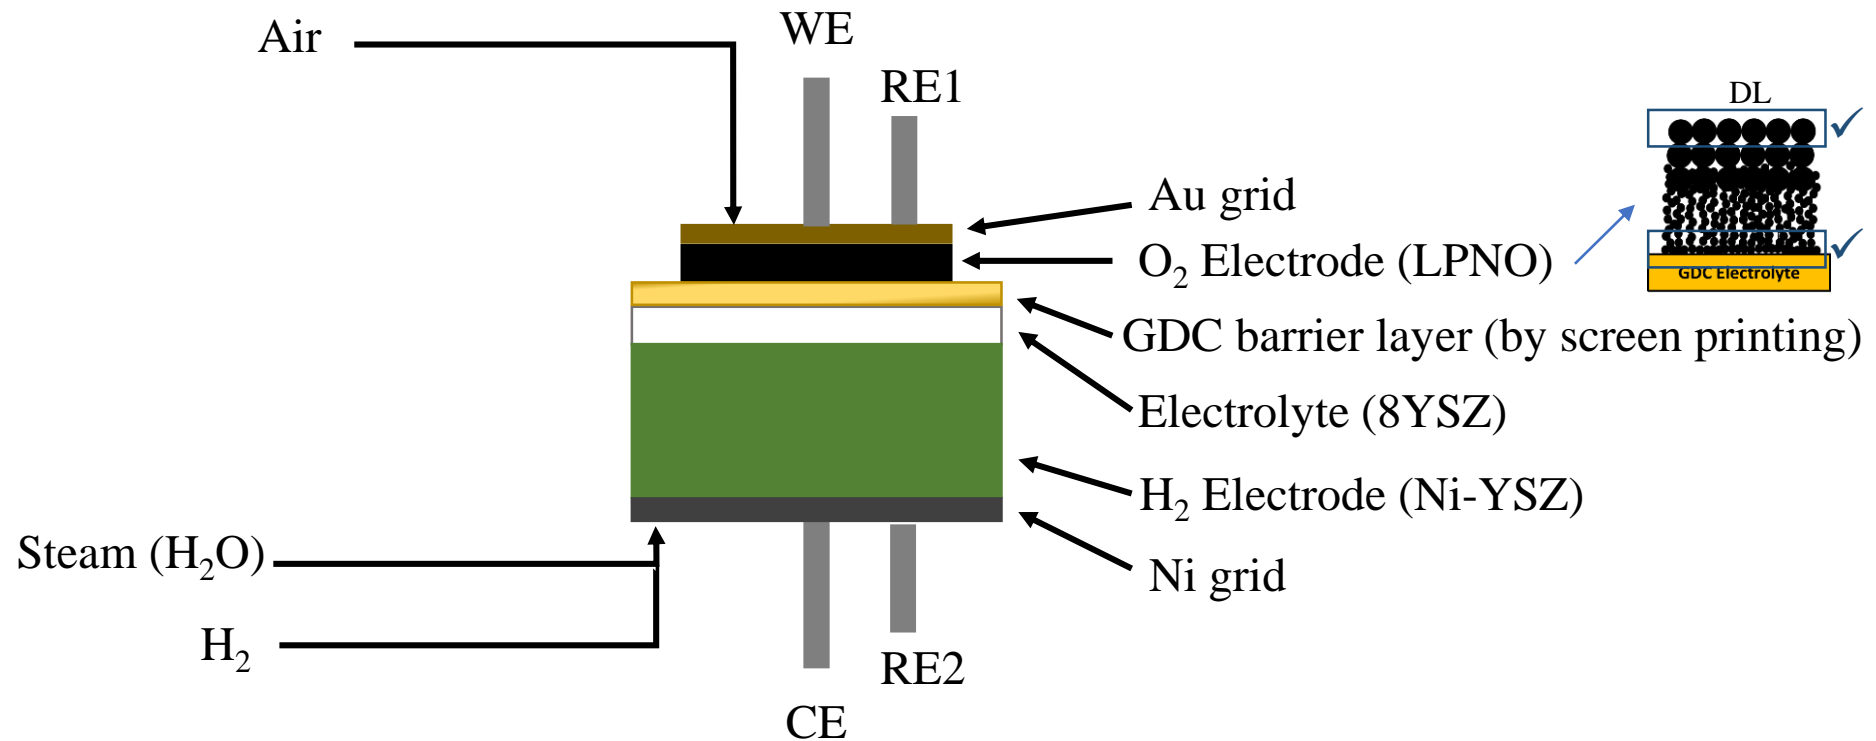 Air
WE
RE1
DL
Au grid
O₂ Electrode (LPNO)
GDC Electrolyte
GDC barrier layer (by screen printing)
Electrolyte (8YSZ)
H₂ Electrode (Ni-YSZ)
Steam (H₂O)
Ni grid
H₂
RE2
CE